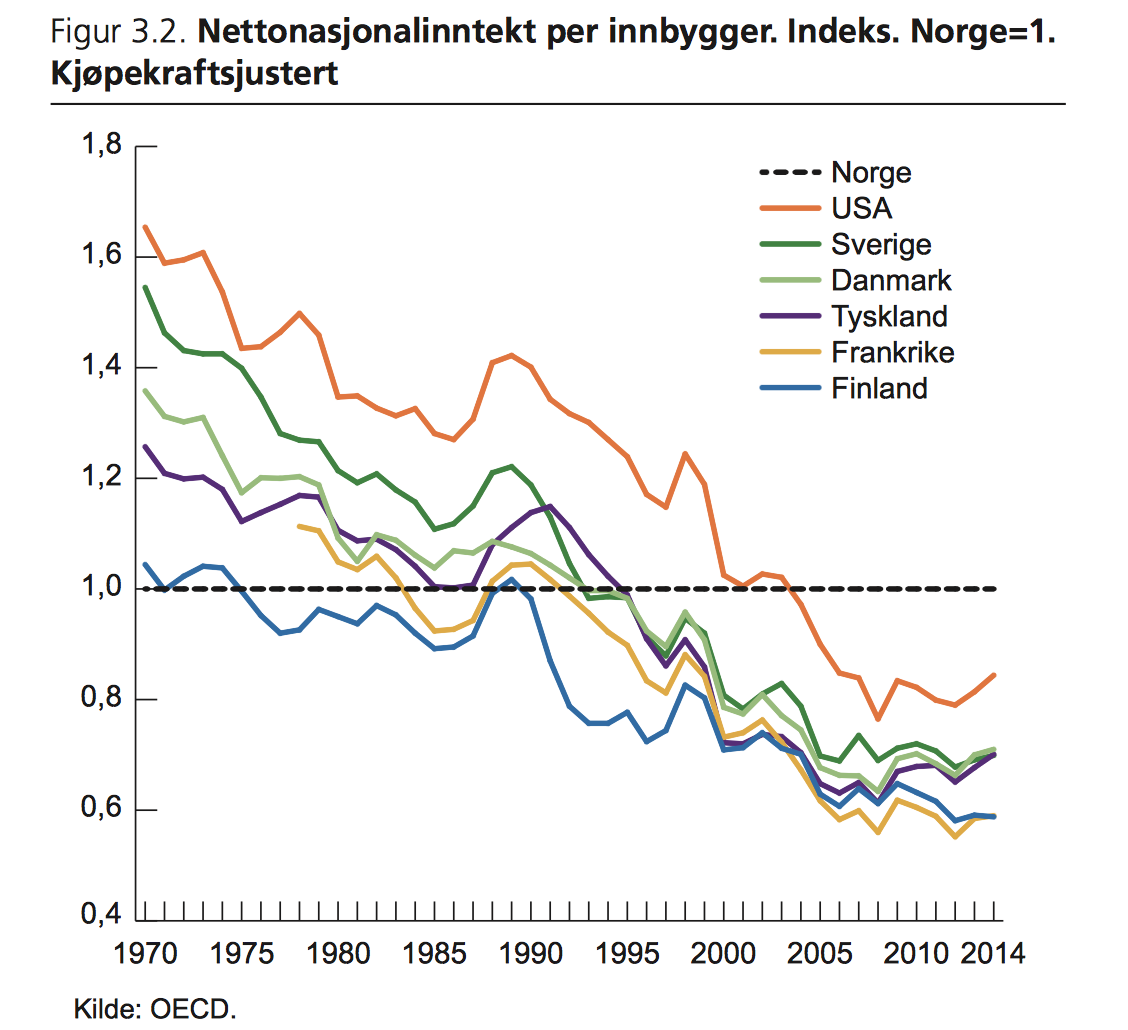 Figur 3.2. Nettonasjonalinntekt per innbygger. Indeks. Norge=1.
Kjøpekraftsjustert
1,8
1,6
1,4
1,2
1,0
0,8
0,6
0,4
Norge
USA
Sverige
Danmark
Tyskland
Frankrike
Finland
1970 1975 1980 1985 1990 1995 2000 2005 2010 2014
Kilde: OECD.